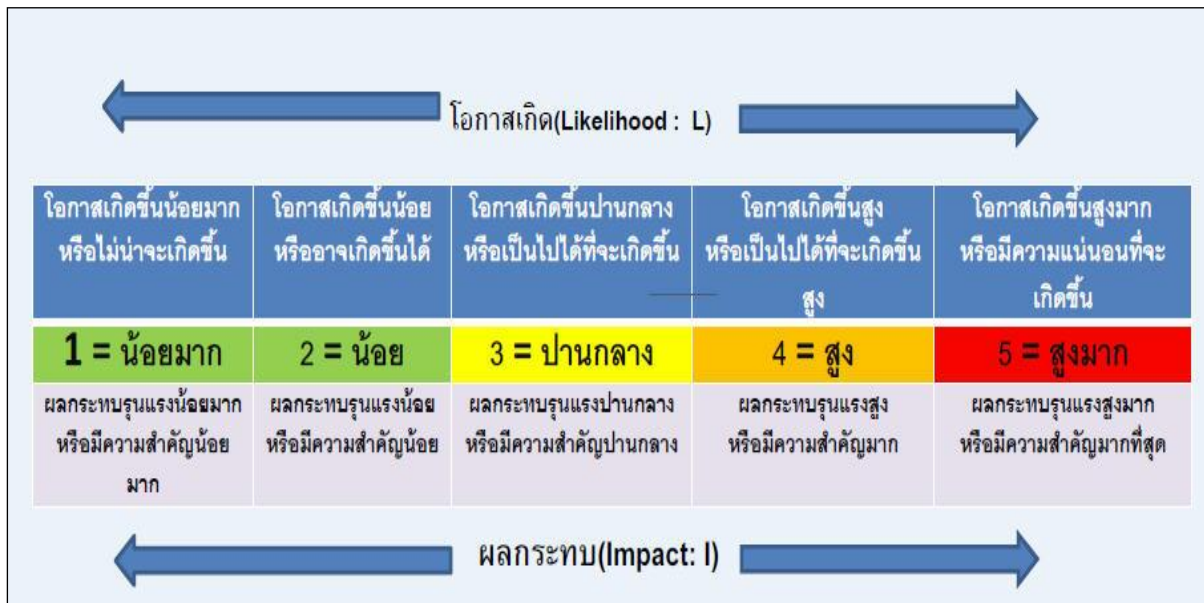 โอกาสเกิด(Likelihood : L)
โอกาสเกิดขึ้นน้อยมาก
หรือไม่น่าจะเกิดขึ้น
โอกาสเกิดขึ้นน้อย
หรืออาจเกิดขึ้นได้
โอกาสเกิดขึ้นปานกลาง
หรือเป็นไปได้ที่จะเกิดขึ้น
โอกาสเกิดขึ้นสูง
หรือเป็นไปได้ที่จะเกิดขึ้น
สูง
โอกาสเกิดขึ้นสูงมาก
หรือมีความแน่นอนที่จะ
เกิดขึ้น
1 = น้อยมาก
2 = น้อย
3 = ปานกลาง
4 = สูง
5 = สูงมาก
ผลกระทบรุนแรงน้อยมาก
หรือมีความสำคัญน้อย
มาก
ผลกระทบรุนแรงน้อย
หรือมีความสำคัญน้อย
ผลกระทบรุนแรงปานกลาง
หรือมีความสำคัญปานกลาง
ผลกระทบรุนแรงสูง
หรือมีความสำคัญมาก
ผลกระทบรุนแรงสูงมาก
หรือมีความสำคัญมากที่สุด
ผลกระทบ(Impact: I)